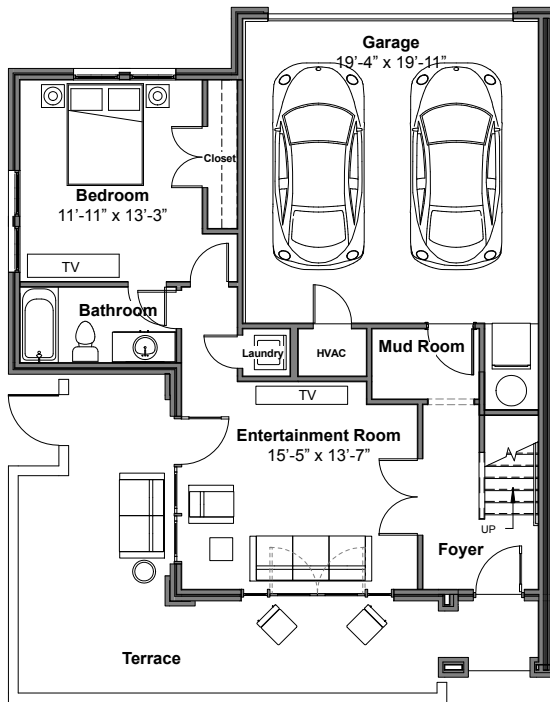 Garage
19'-4" x 19'-11"
Closet
Bedroom
11'-11" x 13'-3"
TV
Bathroom
Laundry
HVAC
Mud Room
TV
Entertainment Room
15'-5" x 13'-7"
UP
Foyer
Terrace